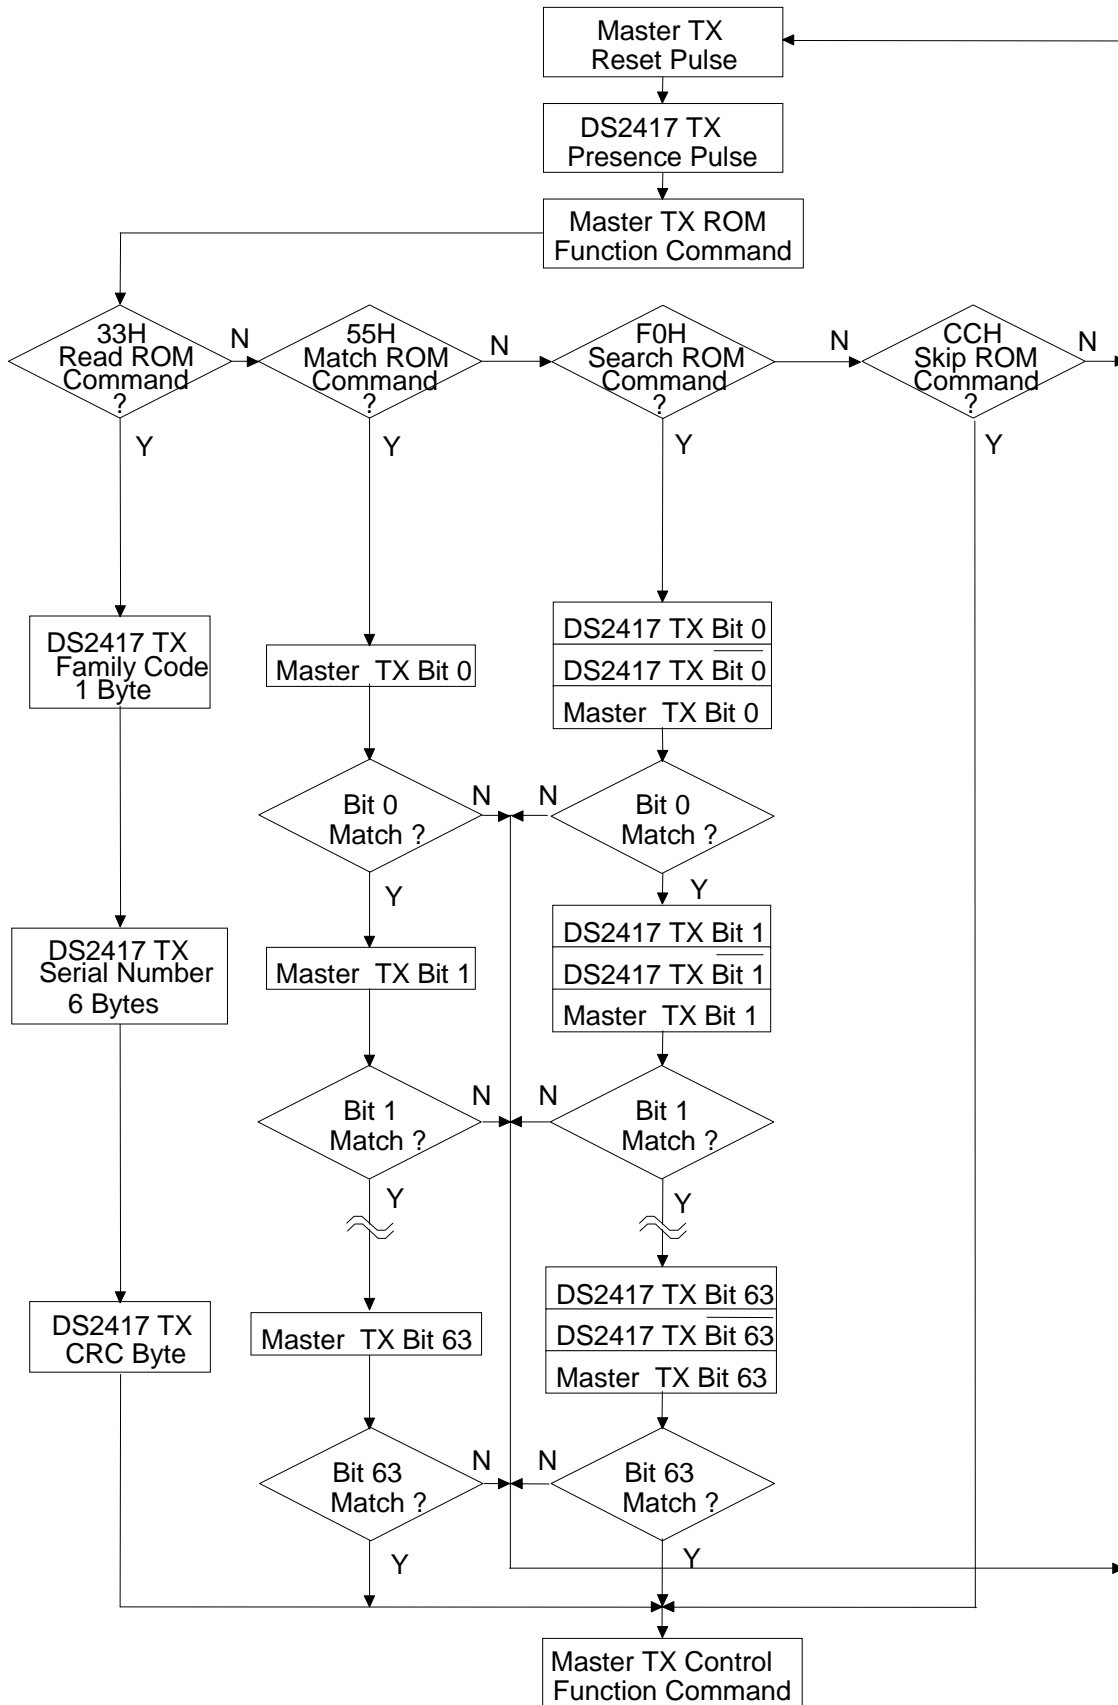 Master TX
Reset Pulse
DS2417 TX
Presence Pulse
Master TX ROM
Function Command
33H
Read ROM
Command
?
N
Y
55H
Match ROM
Command
?
N
Y
F0H
Search ROM
Command
?
N
Y
CCH
Skip ROM
Command
?
N
Y
DS2417 TX
Family Code
1 Byte
DS2417 TX
Serial Number
6 Bytes
DS2417 TX
CRC Byte
Master TX Bit 0
Bit 0
Match ?
N
Y
Master TX Bit 1
Bit 1
Match ?
N
Y
Master TX Bit 63
Bit 63
Match ?
N
Y
DS2417 TX Bit 0
DS2417 TX B̅i̅t̅ ̅0̅
Master TX Bit 0
Bit 0
Match ?
N
Y
DS2417 TX Bit 1
DS2417 TX B̅i̅t̅ ̅1̅
Master TX Bit 1
Bit 1
Match ?
N
Y
DS2417 TX Bit 63
DS2417 TX B̅i̅t̅ ̅6̅3̅
Master TX Bit 63
Bit 63
Match ?
N
Y
Master TX Control
Function Command